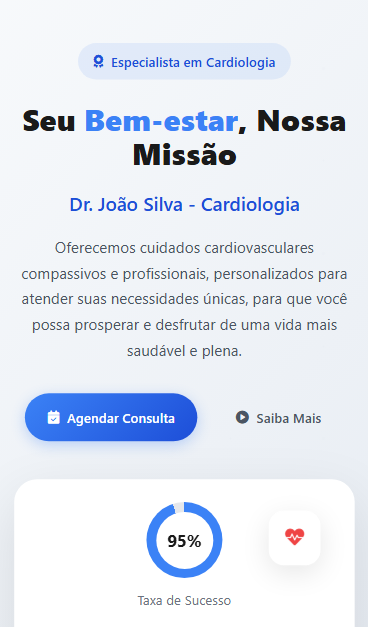 Especialista em Cardiologia
Seu Bem-estar, Nossa
Missão
Dr. João Silva - Cardiologia
Oferecemos cuidados cardiovasculares
compassivos e profissionais, personalizados para
atender suas necessidades únicas, para que você
possa prosperar e desfrutar de uma vida mais
saudável e plena.
Agendar Consulta
Saiba Mais
95%
Taxa de Sucesso